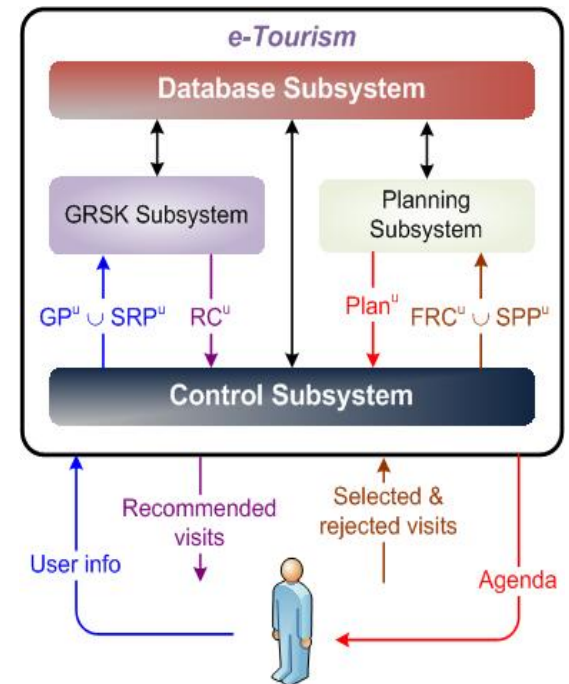 e-Tourism
Database Subsystem
GRSK Subsystem
Planning
Subsystem
GPᵘ ∪ SRPᵘ
RCᵘ
Planᵘ
FRCᵘ ∪ SPPᵘ
Control Subsystem
Recommended
visits
Selected &
rejected visits
User info
Agenda